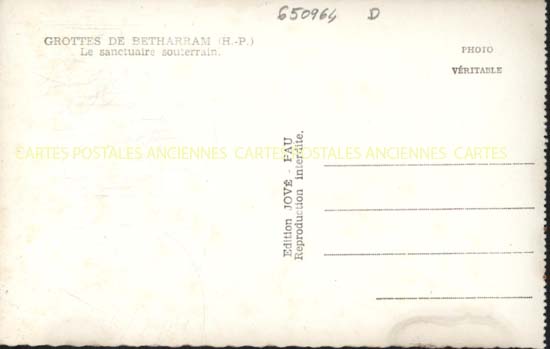 650964 D
GROTTES DE BETHARRAM (H.-P.)
Le sanctuaire souterrain.
PHOTO
VÉRITABLE
CARTES POSTALES ANCIENNES CARTES POSTALES ANCIENNES CARTES
Edition JOVÉ - PAU
Reproduction interdite.